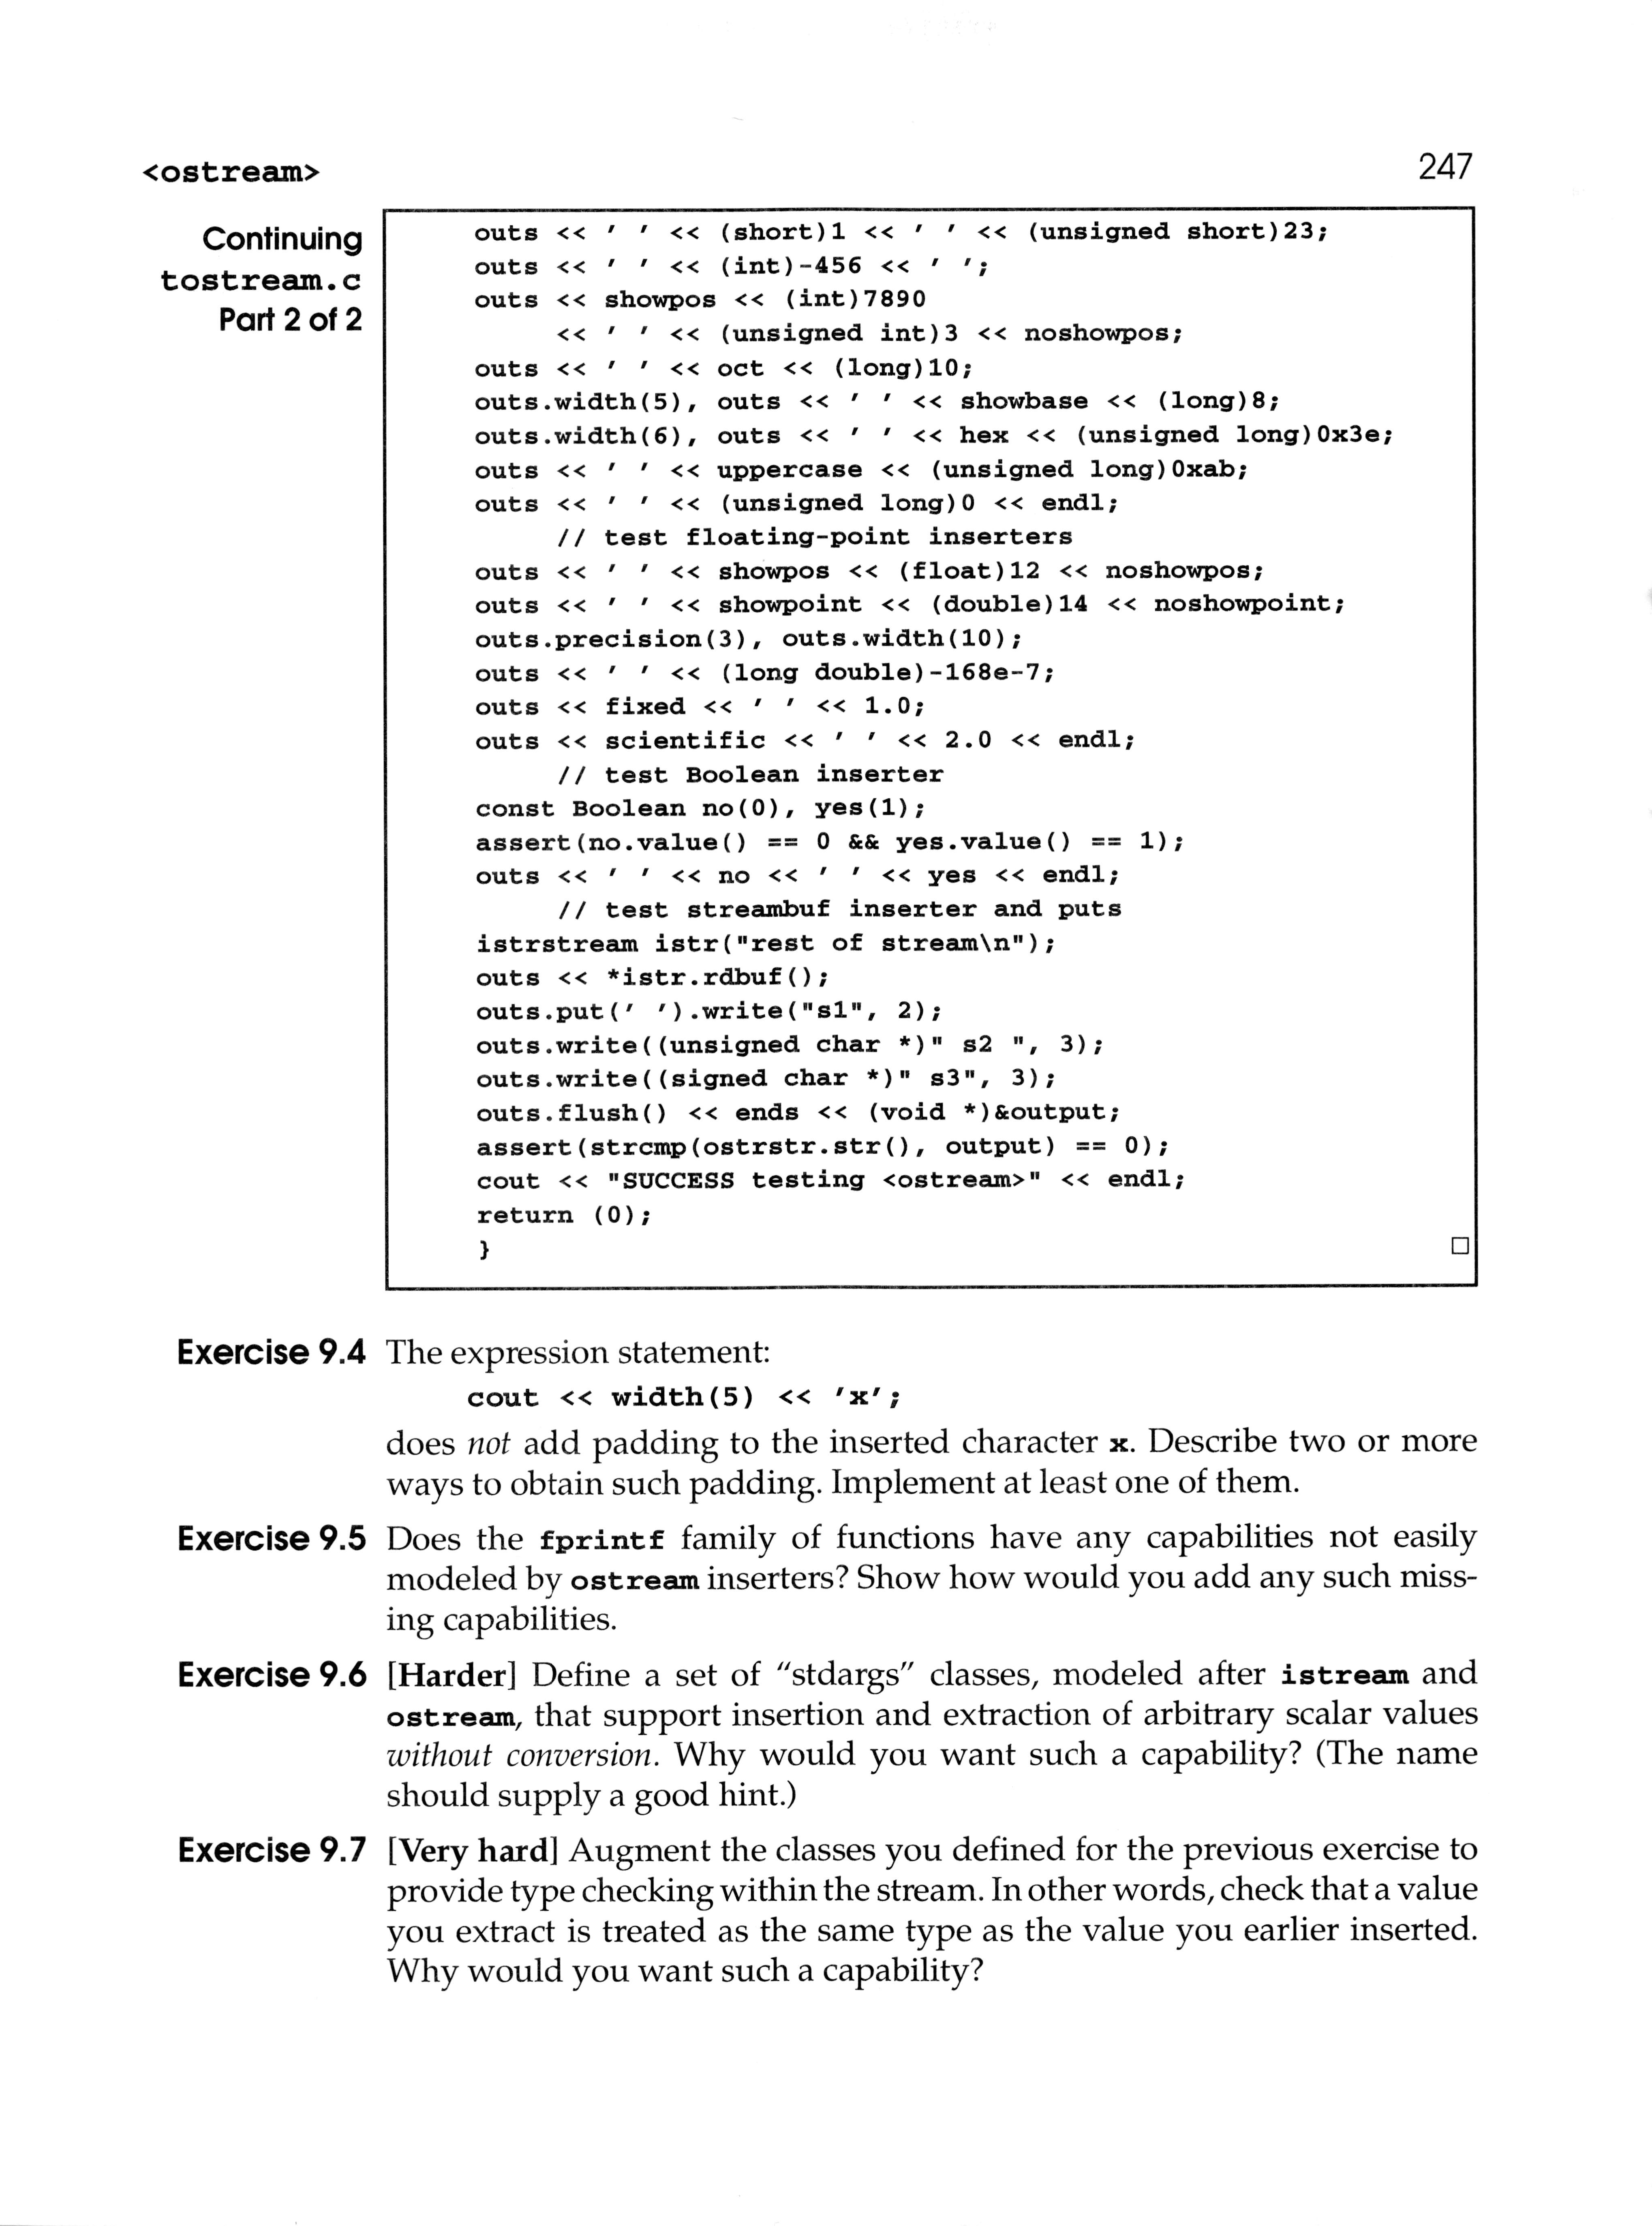 <ostream>
247
Continuing
tostream.c
Part 2 of 2
outs << ' ' << (short)1 << ' ' << (unsigned short)23;
outs << ' ' << (int)-456 << ' ';
outs << showpos << (int)7890
<< ' ' << (unsigned int)3 << noshowpos;
outs << ' ' << oct << (long)10;
outs.width(5), outs << ' ' << showbase << (long)8;
outs.width(6), outs << ' ' << hex << (unsigned long)0x3e;
outs << ' ' << uppercase << (unsigned long)0xab;
outs << ' ' << (unsigned long)0 << endl;
// test floating-point inserters
outs << ' ' << showpos << (float)12 << noshowpos;
outs << ' ' << showpoint << (double)14 << noshowpoint;
outs.precision(3), outs.width(10);
outs << ' ' << (long double)-168e-7;
outs << fixed << ' ' << 1.0;
outs << scientific << ' ' << 2.0 << endl;
// test Boolean inserter
const Boolean no(0), yes(1);
assert(no.value() == 0 && yes.value() == 1);
outs << ' ' << no << ' ' << yes << endl;
// test streambuf inserter and puts
istrstream istr("rest of stream\n");
outs << *istr.rdbuf();
outs.put(' ').write("s1", 2);
outs.write((unsigned char *)" s2 ", 3);
outs.write((signed char *)" s3", 3);
outs.flush() << ends << (void *)&output;
assert(strcmp(ostrstr.str(), output) == 0);
cout << "SUCCESS testing <ostream>" << endl;
return (0);
}
□
Exercise 9.4 The expression statement:
cout << width(5) << 'x';
does not add padding to the inserted character x. Describe two or more
ways to obtain such padding. Implement at least one of them.
Exercise 9.5 Does the fprintf family of functions have any capabilities not easily
modeled by ostream inserters? Show how would you add any such miss-
ing capabilities.
Exercise 9.6 [Harder] Define a set of "stdargs" classes, modeled after istream and
ostream, that support insertion and extraction of arbitrary scalar values
without conversion. Why would you want such a capability? (The name
should supply a good hint.)
Exercise 9.7 [Very hard] Augment the classes you defined for the previous exercise to
provide type checking within the stream. In other words, check that a value
you extract is treated as the same type as the value you earlier inserted.
Why would you want such a capability?